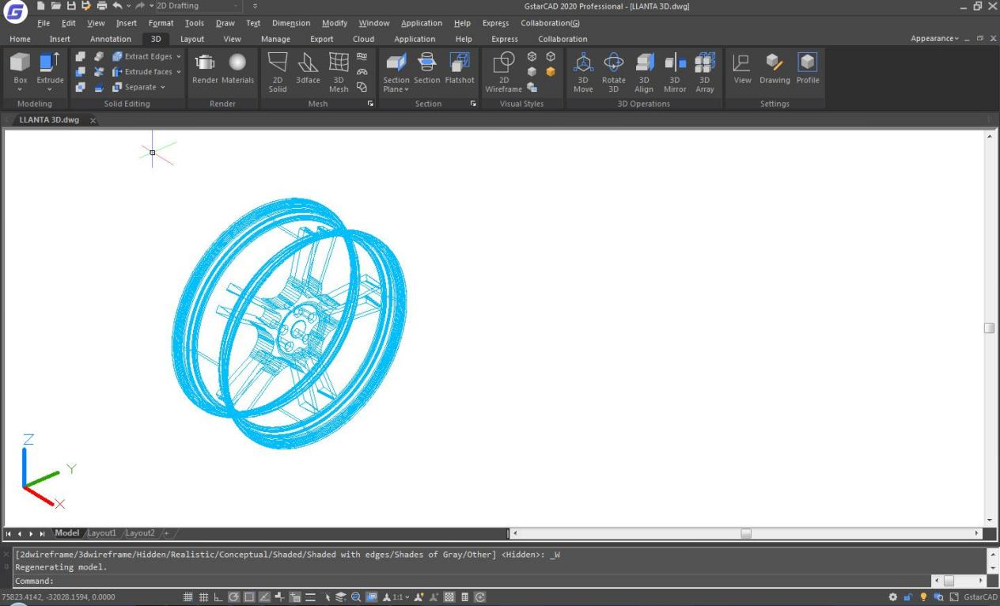 2D Drafting
GstarCAD 2020 Professional - [LLANTA 3D.dwg]
File Edit View Insert Format Tools Draw Text Dimension Modify Window Application Help Express Collaboration(G)
Home Insert Annotation 3D Layout View Manage Export Cloud Application Help Express Collaboration Appearance
Box Extrude Extract Edges Extrude faces Separate Render Materials 2D Solid 3dface 3D Mesh Section Plane Section Flatshot 2D Wireframe 3D Move Rotate 3D 3D Align 3D Mirror 3D Array View Drawing Profile
Modeling Solid Editing Render Mesh Section Visual Styles 3D Operations Settings
LLANTA 3D.dwg
Z
Y
X
Model Layout1 Layout2 +
[2dwireframe/3dwireframe/Hidden/Realistic/Conceptual/Shaded/Shaded with edges/Shades of Gray/Other] <Hidden>: _W
Regenerating model.
Command:
75823.4142, -32028.1594, 0.0000 1:1 GstarCAD